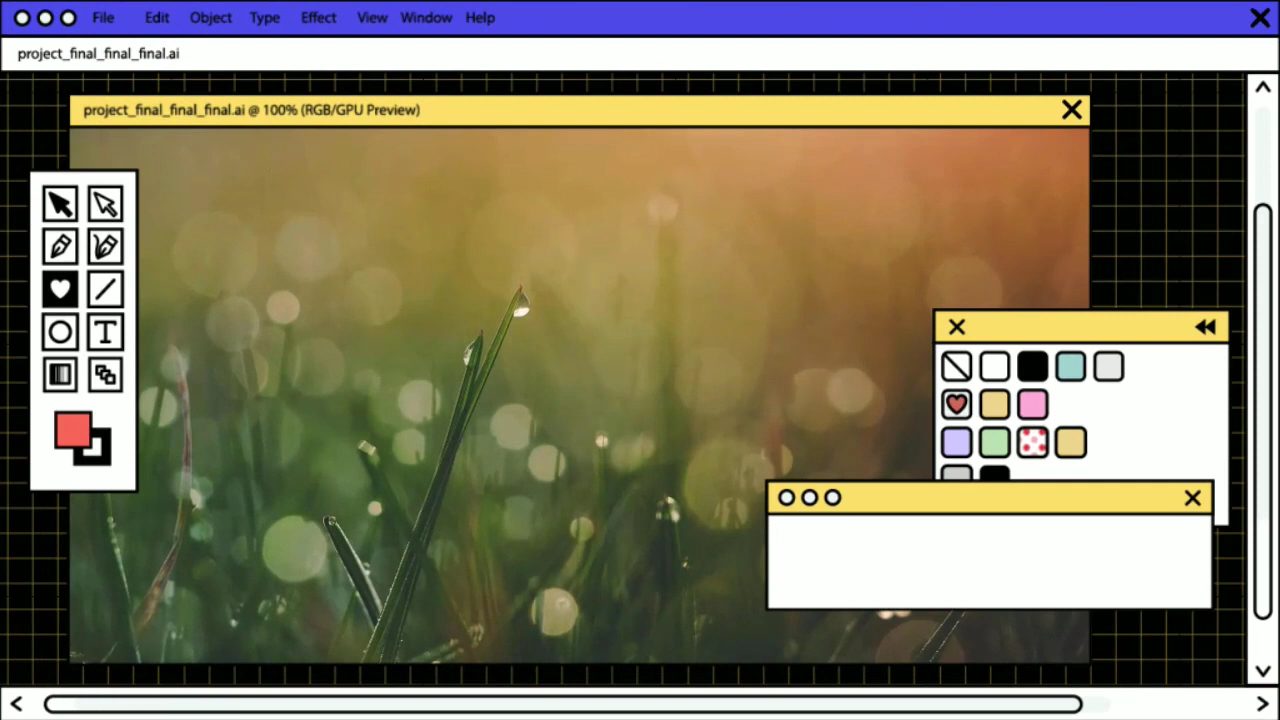 File Edit Object Type Effect View Window Help
project_final_final_final.ai
project_final_final_final.ai @ 100% (RGB/GPU Preview)
T